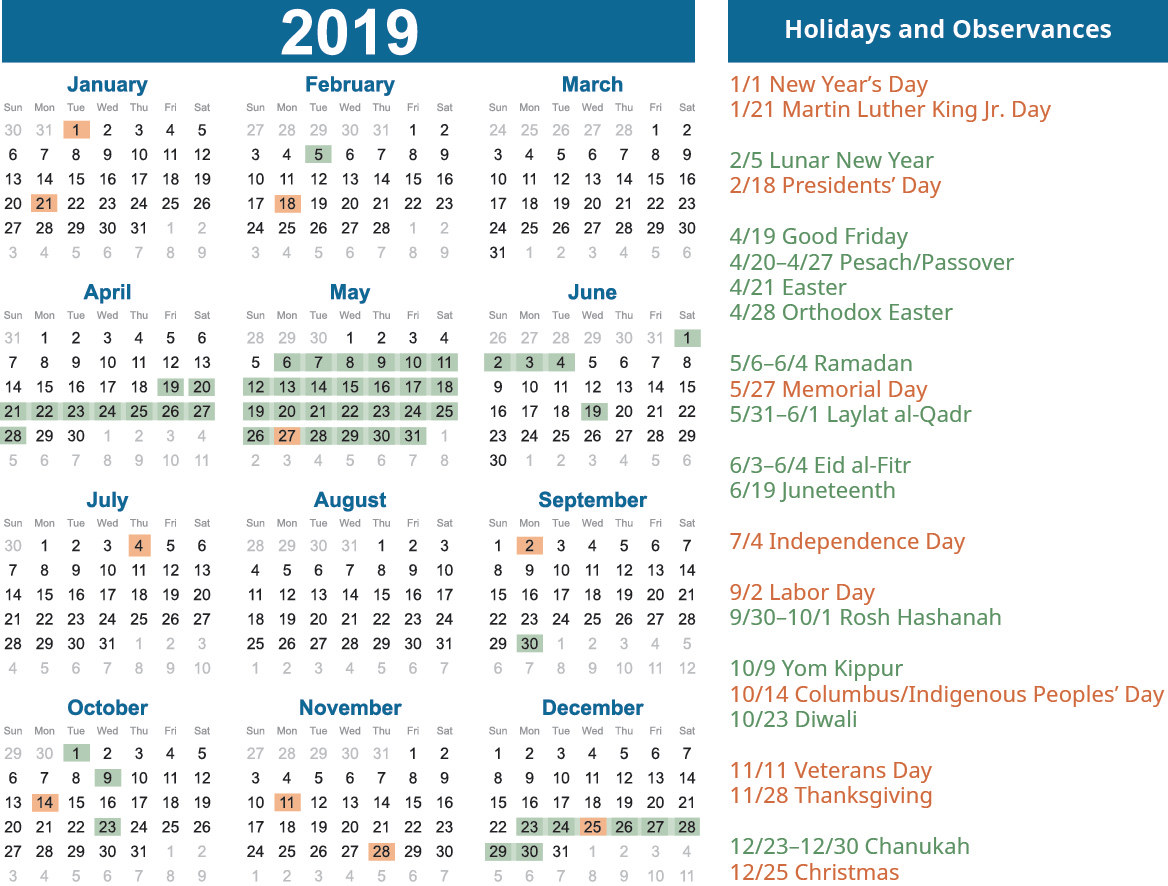 2019
January
Sun Mon Tue Wed Thu Fri Sat
30 31 1 2 3 4 5
6 7 8 9 10 11 12
13 14 15 16 17 18 19
20 21 22 23 24 25 26
27 28 29 30 31 1 2
3 4 5 6 7 8 9
February
Sun Mon Tue Wed Thu Fri Sat
27 28 29 30 31 1 2
3 4 5 6 7 8 9
10 11 12 13 14 15 16
17 18 19 20 21 22 23
24 25 26 27 28 1 2
3 4 5 6 7 8 9
March
Sun Mon Tue Wed Thu Fri Sat
24 25 26 27 28 1 2
3 4 5 6 7 8 9
10 11 12 13 14 15 16
17 18 19 20 21 22 23
24 25 26 27 28 29 30
31 1 2 3 4 5 6
April
Sun Mon Tue Wed Thu Fri Sat
31 1 2 3 4 5 6
7 8 9 10 11 12 13
14 15 16 17 18 19 20
21 22 23 24 25 26 27
28 29 30 1 2 3 4
5 6 7 8 9 10 11
May
Sun Mon Tue Wed Thu Fri Sat
28 29 30 1 2 3 4
5 6 7 8 9 10 11
12 13 14 15 16 17 18
19 20 21 22 23 24 25
26 27 28 29 30 31 1
2 3 4 5 6 7 8
June
Sun Mon Tue Wed Thu Fri Sat
26 27 28 29 30 31 1
2 3 4 5 6 7 8
9 10 11 12 13 14 15
16 17 18 19 20 21 22
23 24 25 26 27 28 29
30 1 2 3 4 5 6
July
Sun Mon Tue Wed Thu Fri Sat
30 1 2 3 4 5 6
7 8 9 10 11 12 13
14 15 16 17 18 19 20
21 22 23 24 25 26 27
28 29 30 31 1 2 3
4 5 6 7 8 9 10
August
Sun Mon Tue Wed Thu Fri Sat
28 29 30 31 1 2 3
4 5 6 7 8 9 10
11 12 13 14 15 16 17
18 19 20 21 22 23 24
25 26 27 28 29 30 31
1 2 3 4 5 6 7
September
Sun Mon Tue Wed Thu Fri Sat
1 2 3 4 5 6 7
8 9 10 11 12 13 14
15 16 17 18 19 20 21
22 23 24 25 26 27 28
29 30 1 2 3 4 5
6 7 8 9 10 11 12
October
Sun Mon Tue Wed Thu Fri Sat
29 30 1 2 3 4 5
6 7 8 9 10 11 12
13 14 15 16 17 18 19
20 21 22 23 24 25 26
27 28 29 30 31 1 2
3 4 5 6 7 8 9
November
Sun Mon Tue Wed Thu Fri Sat
27 28 29 30 31 1 2
3 4 5 6 7 8 9
10 11 12 13 14 15 16
17 18 19 20 21 22 23
24 25 26 27 28 29 30
1 2 3 4 5 6 7
December
Sun Mon Tue Wed Thu Fri Sat
1 2 3 4 5 6 7
8 9 10 11 12 13 14
15 16 17 18 19 20 21
22 23 24 25 26 27 28
29 30 31 1 2 3 4
5 6 7 8 9 10 11
Holidays and Observances
1/1 New Year’s Day
1/21 Martin Luther King Jr. Day
2/5 Lunar New Year
2/18 Presidents’ Day
4/19 Good Friday
4/20–4/27 Pesach/Passover
4/21 Easter
4/28 Orthodox Easter
5/6–6/4 Ramadan
5/27 Memorial Day
5/31–6/1 Laylat al-Qadr
6/3–6/4 Eid al-Fitr
6/19 Juneteenth
7/4 Independence Day
9/2 Labor Day
9/30–10/1 Rosh Hashanah
10/9 Yom Kippur
10/14 Columbus/Indigenous Peoples’ Day
10/23 Diwali
11/11 Veterans Day
11/28 Thanksgiving
12/23–12/30 Chanukah
12/25 Christmas